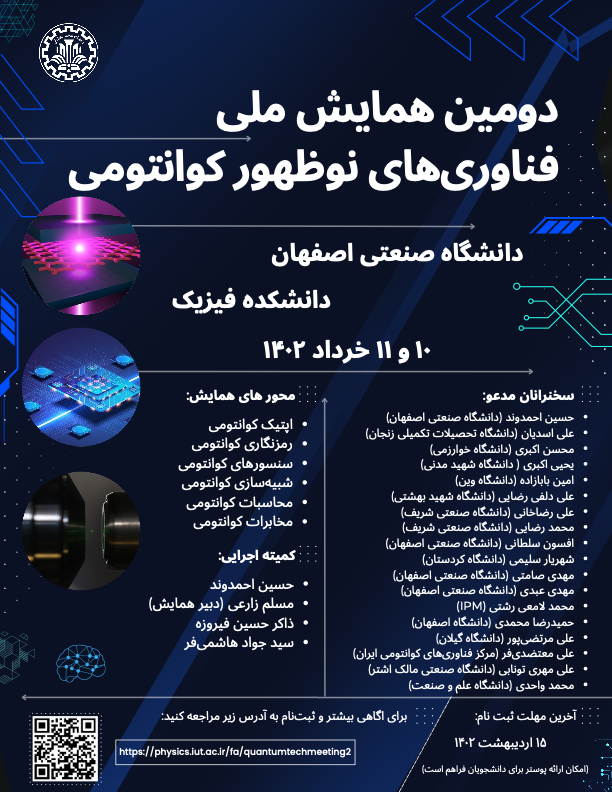 دومین همایش ملی
فناوری‌های نوظهور کوانتومی
دانشگاه صنعتی اصفهان
دانشکده فیزیک
۱۰ و ۱۱ خرداد ۱۴۰۲
سخنرانان مدعو:
حسین احمدوند (دانشگاه صنعتی اصفهان)
علی اسدیان (دانشگاه تحصیلات تکمیلی زنجان)
محسن اکبری (دانشگاه خوارزمی)
یحیی اکبری ( دانشگاه شهید مدنی)
امین بابازاده (دانشگاه وین)
علی دلفی رضایی (دانشگاه شهید بهشتی)
علی رضاخانی (دانشگاه صنعتی شریف)
محمد رضایی (دانشگاه صنعتی شریف)
افسون سلطانی (دانشگاه صنعتی اصفهان)
شهریار سلیمی (دانشگاه کردستان)
مهدی صامتی (دانشگاه صنعتی اصفهان)
مهدی عبدی (دانشگاه صنعتی اصفهان)
محمد لامعی رشتی (IPM)
حمیدرضا محمدی (دانشگاه اصفهان)
علی مرتضی‌پور (دانشگاه گیلان)
علی معتضدی‌فر (مرکز فناوری‌های کوانتومی ایران)
علی مهری توتابی (دانشگاه صنعتی مالک اشتر)
محمد واحدی (دانشگاه علم و صنعت)
محور های همایش:
اپتیک کوانتومی
رمزنگاری کوانتومی
سنسورهای کوانتومی
شبیه‌سازی کوانتومی
محاسبات کوانتومی
مخابرات کوانتومی
کمیته اجرایی:
حسین احمدوند
مسلم زارعی (دبیر همایش)
ذاکر حسین فیروزه
سید جواد هاشمی‌فر
آخرین مهلت ثبت نام:
۱۵ اردیبهشت ۱۴۰۲
(امکان ارائه پوستر برای دانشجویان فراهم است)
برای اگاهی بیشتر و ثبت‌نام به آدرس زیر مراجعه کنید:
https://physics.iut.ac.ir/fa/quantumtechmeeting2